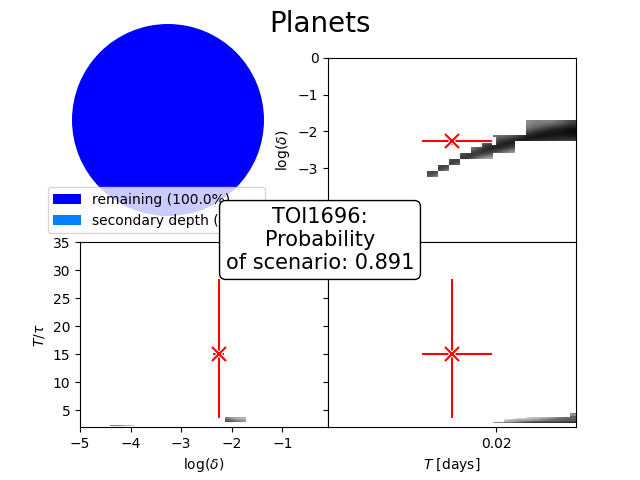 Planets
remaining (100.0%)
secondary depth (
TOI1696:
Probability
of scenario: 0.891
0
−1
−2
−3
log(δ)
35
30
25
20
15
10
5
T/τ
−5
−4
−3
−2
−1
log(δ)
0.02
T [days]